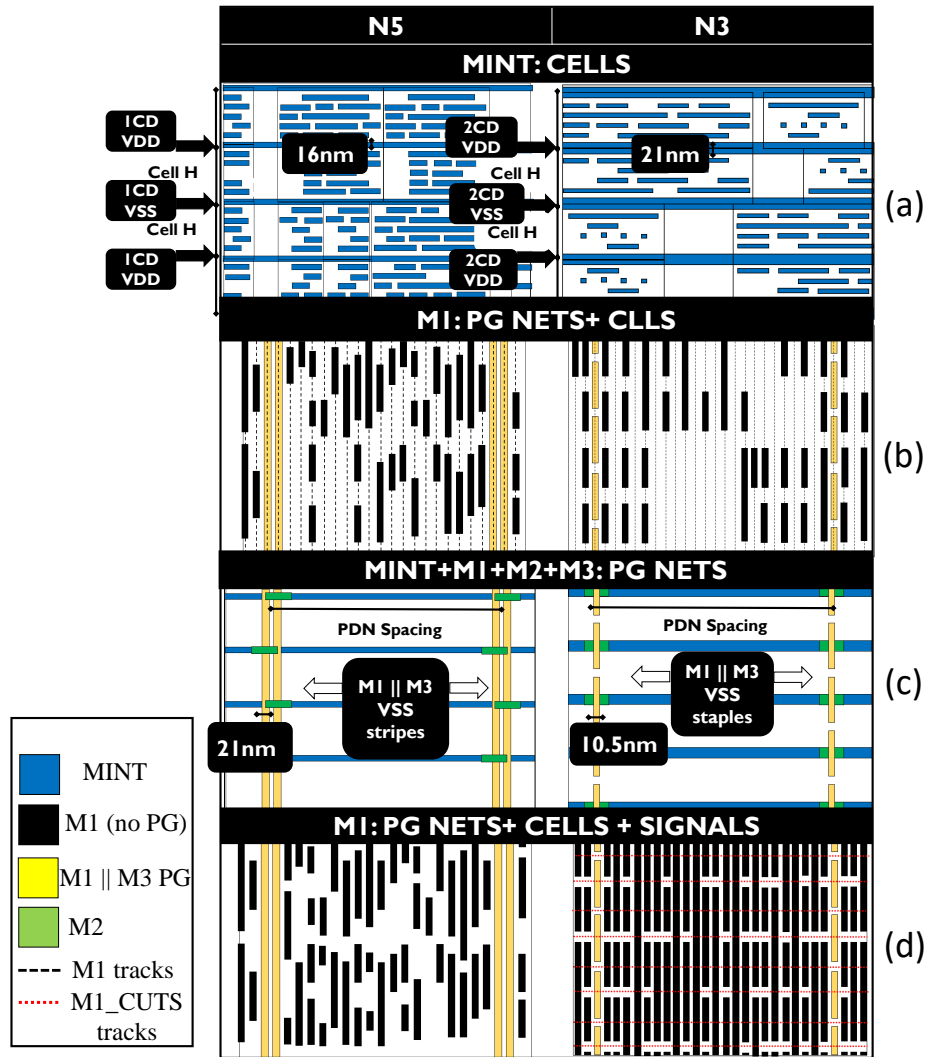 N5 N3
MINT: CELLS
1CD
VDD
Cell H
1CD
VSS
Cell H
1CD
VDD
16nm
2CD
VDD
2CD
VSS
2CD
VDD
21nm
(a)
M1: PG NETS+ CLLS
(b)
MINT+M1+M2+M3: PG NETS
PDN Spacing
M1 || M3
VSS
stripes
21nm
PDN Spacing
M1 || M3
VSS
staples
10.5nm
(c)
M1: PG NETS+ CELLS + SIGNALS
(d)
MINT
M1 (no PG)
M1 || M3 PG
M2
M1 tracks
M1_CUTS
tracks